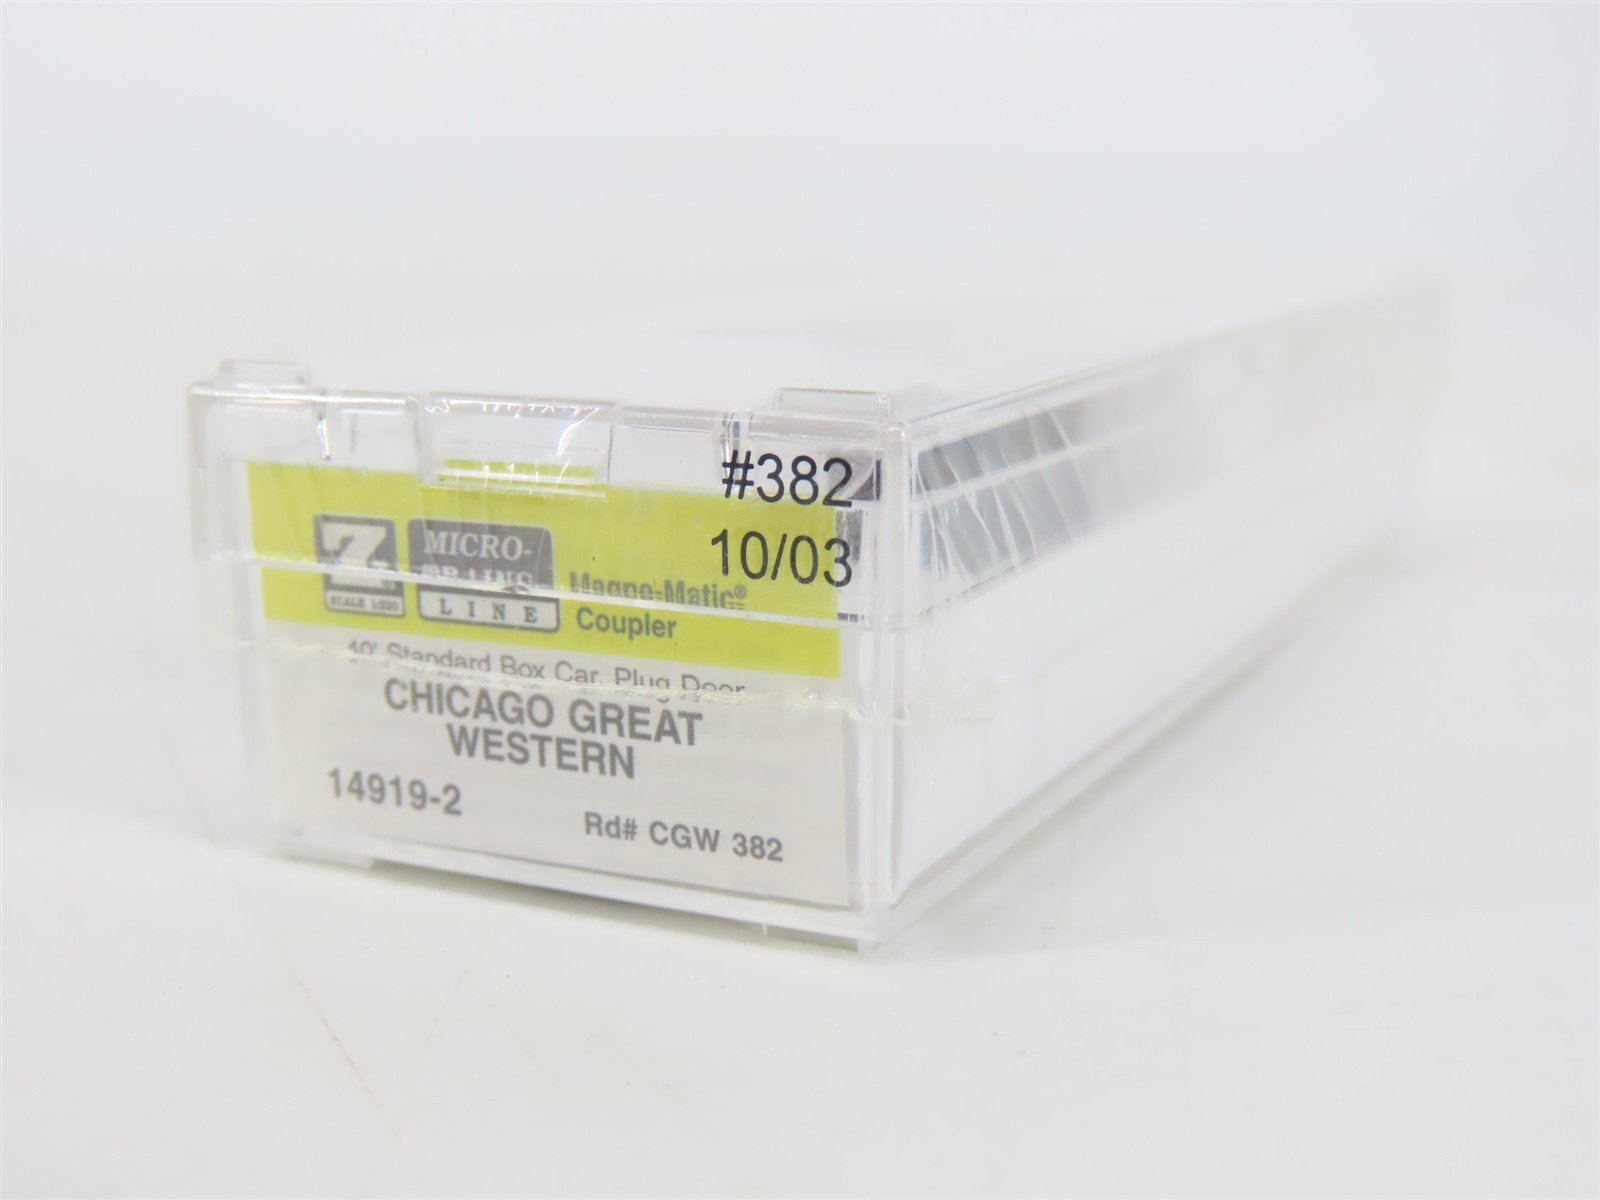 #382
10/03
Z
SCALE 1:220
MICRO-
LINE
Magne-Matic®
Coupler
40' Standard Box Car, Plug Door
CHICAGO GREAT
WESTERN
14919-2
Rd# CGW 382